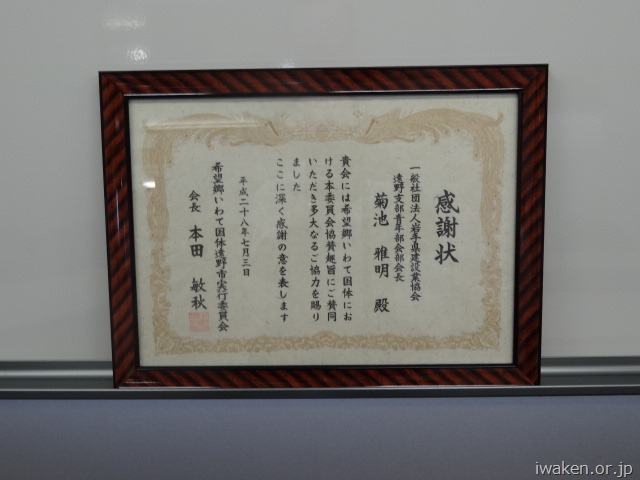 感謝状
一般社団法人岩手県建設業協会
遠野支部青年部会部会長
菊池 雅明 殿
貴会には希望郷いわて国体にお
ける本委員会協賛趣旨にご賛同
いただき多大なるご協力を賜り
ました
ここに深く感謝の意を表します
平成二十八年七月三日
希望郷いわて国体遠野市実行委員会
会長 本田 敏秋
iwaken.or.jp